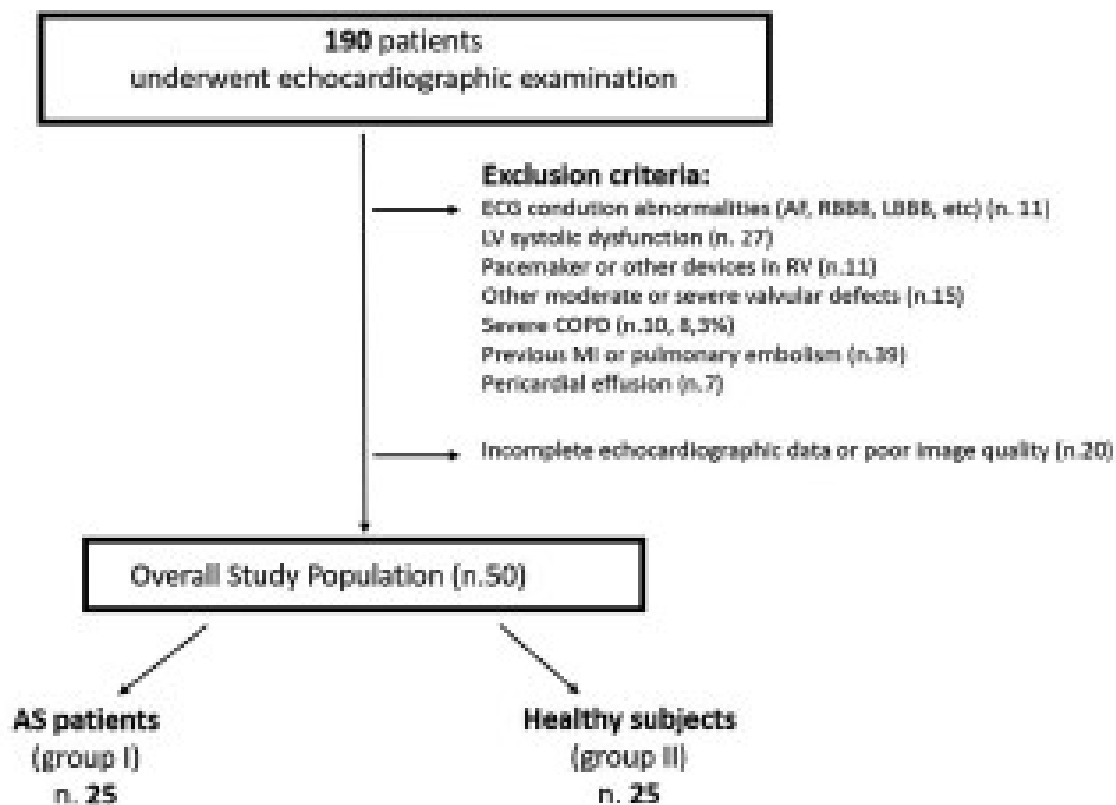 190 patients
underwent echocardiographic examination
Exclusion criteria:
ECG condution abnormalities (AF, RBBB, LBBB, etc) (n. 11)
LV systolic dysfunction (n. 27)
Pacemaker or other devices in RV (n.11)
Other moderate or severe valvular defects (n.15)
Severe COPD (n.10, 8,3%)
Previous MI or pulmonary embolism (n.39)
Pericardial effusion (n.7)
Incomplete echocardiographic data or poor image quality (n.20)
Overall Study Population (n.50)
AS patients
(group I)
n. 25
Healthy subjects
(group II)
n. 25